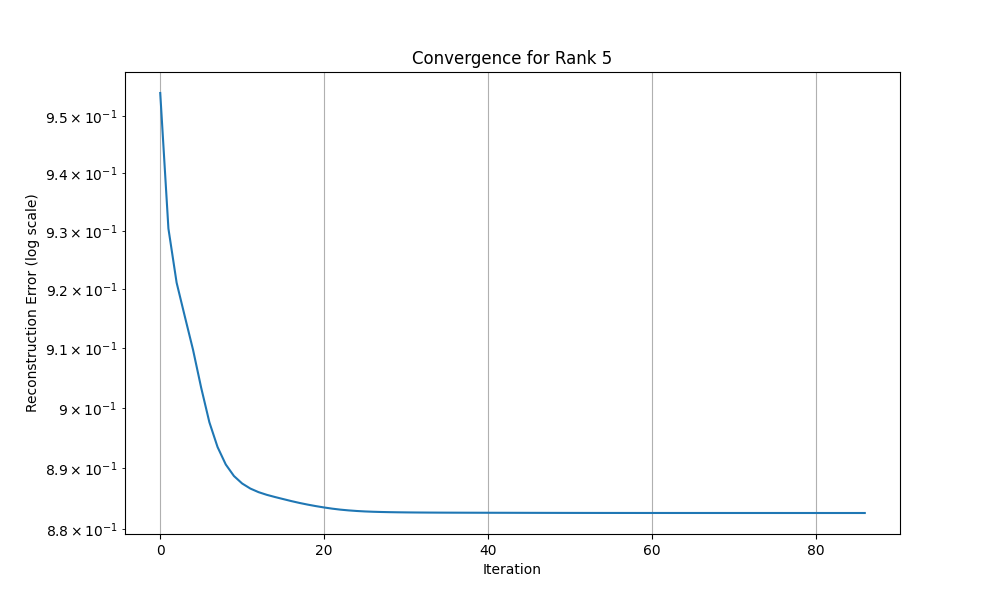 Convergence for Rank 5
Reconstruction Error (log scale)
9.5 × 10⁻¹
9.4 × 10⁻¹
9.3 × 10⁻¹
9.2 × 10⁻¹
9.1 × 10⁻¹
9 × 10⁻¹
8.9 × 10⁻¹
8.8 × 10⁻¹
0 20 40 60 80
Iteration